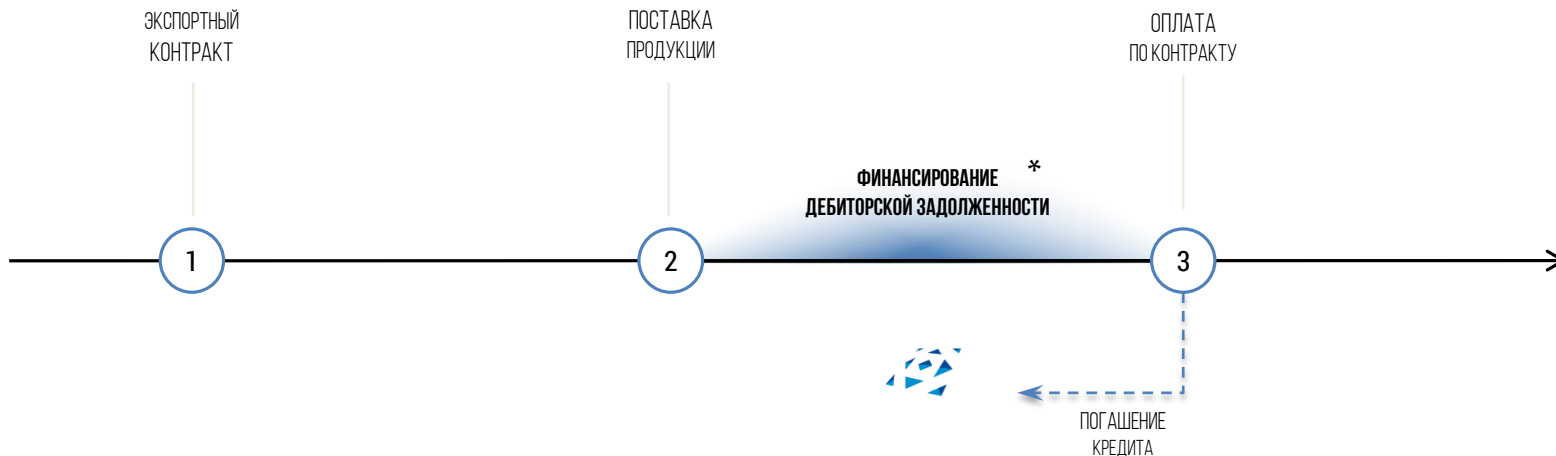 ЭКСПОРТНЫЙ
КОНТРАКТ
ПОСТАВКА
ПРОДУКЦИИ
ОПЛАТА
ПО КОНТРАКТУ
ФИНАНСИРОВАНИЕ *
ДЕБИТОРСКОЙ ЗАДОЛЖЕННОСТИ
1
2
3
ПОГАШЕНИЕ
КРЕДИТА